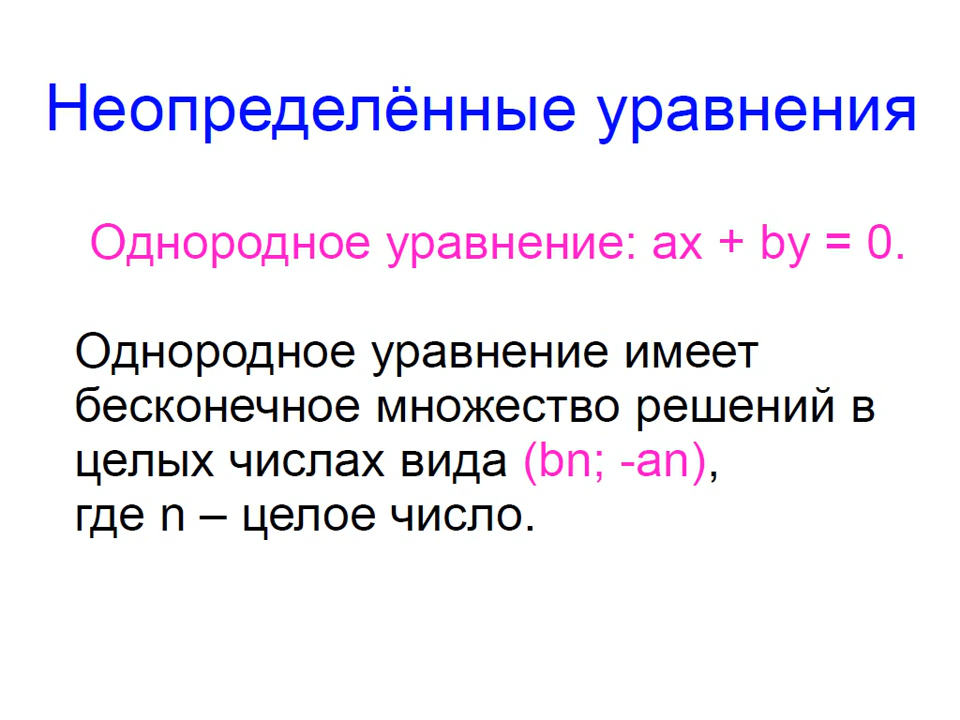 Неопределённые уравнения
Однородное уравнение: ax + by = 0.
Однородное уравнение имеет
бесконечное множество решений в
целых числах вида (bn; -an),
где n – целое число.